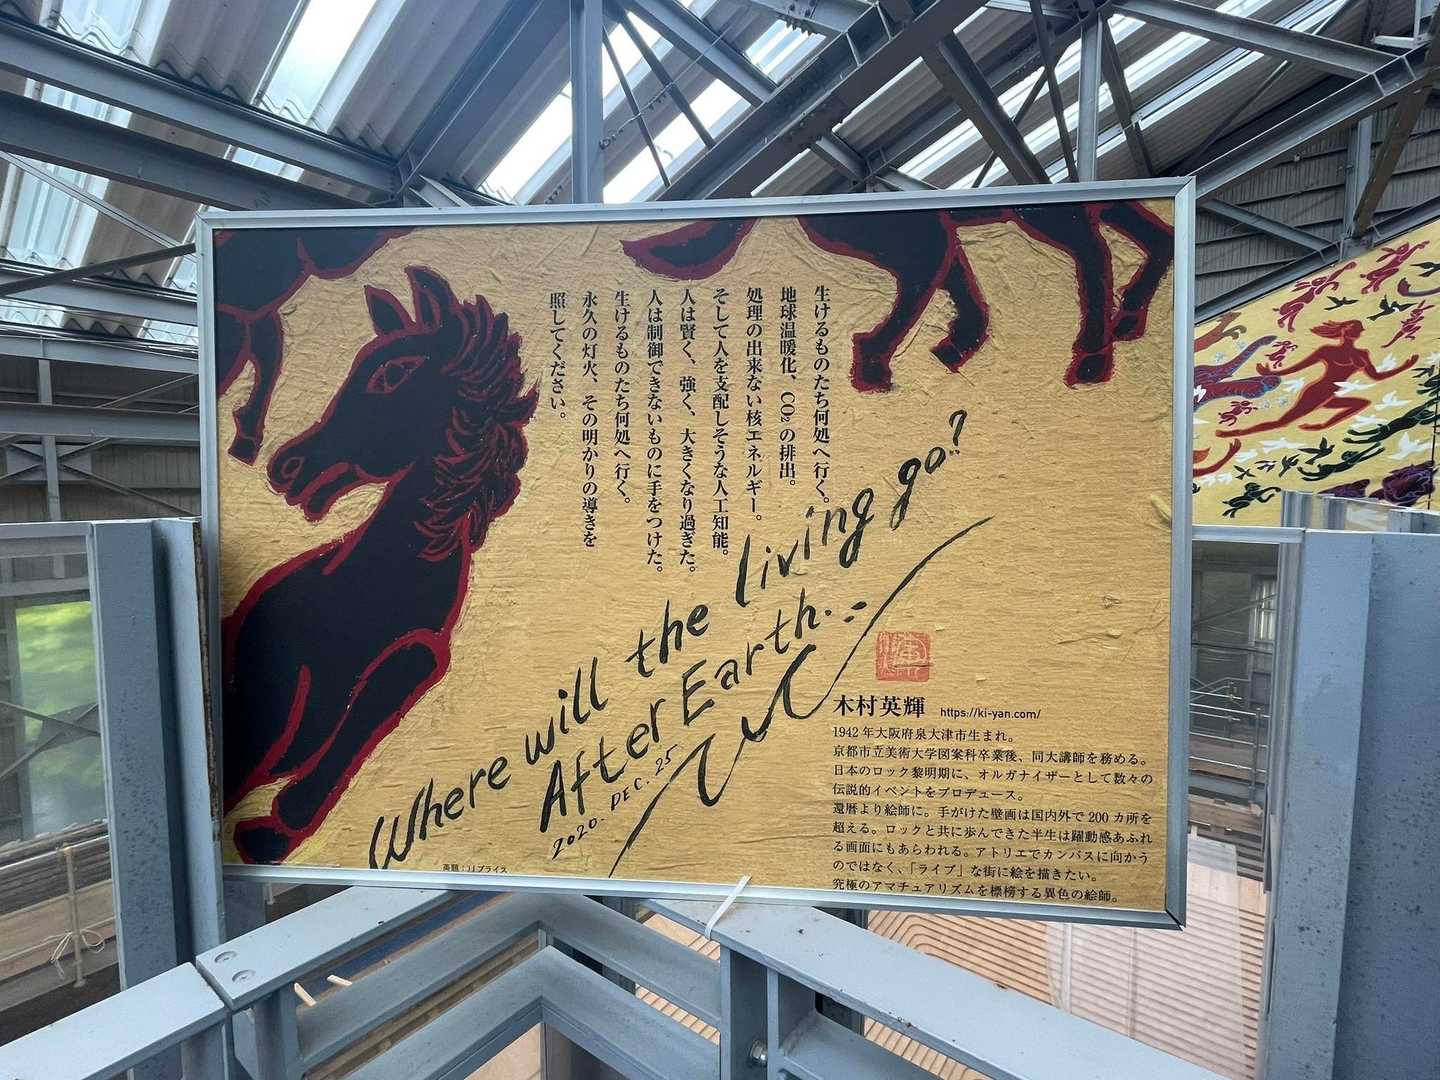 生けるものたち何処へ行く。
地球温暖化、CO₂の排出。
処理の出来ない核エネルギー。
そして人を支配しそうな人工知能。
人は賢く、強く、大きくなり過ぎた。
人は制御できないものに手をつけた。
生けるものたち何処へ行く。
永久の灯火、その明かりの導きを
照してください。
Where will the living go?
After Earth...
2020. DEC. 25
木村英輝 https://ki-yan.com/
1942年大阪府泉大津市生まれ。
京都市立美術大学図案科卒業後、同大講師を務める。
日本のロック黎明期に、オルガナイザーとして数々の
伝説的イベントをプロデュース。
還暦より絵師に。手がけた壁画は国内外で200カ所を
超える。ロックと共に歩んできた半生は躍動感あふれ
る画面にもあらわれる。アトリエでカンバスに向かう
のではなく、「ライブ」な街に絵を描きたい。
究極のアマチュアリズムを標榜する異色の絵師。